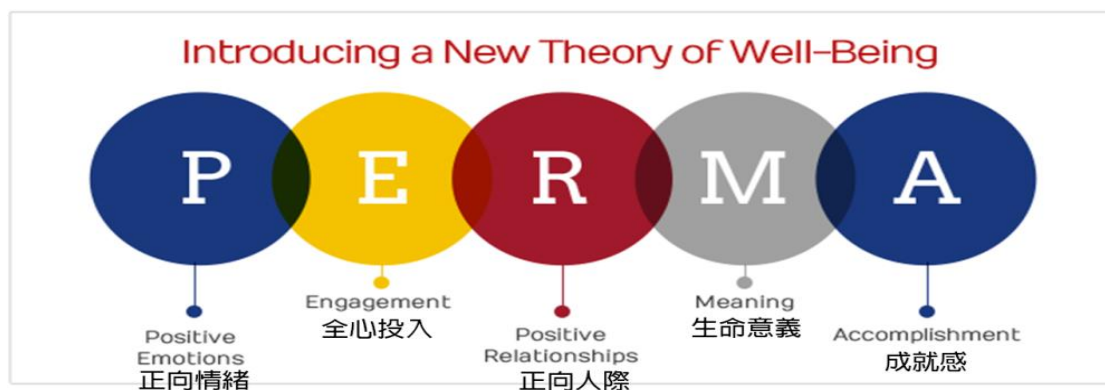 Introducing a New Theory of Well-Being
P E R M A
Positive
Emotions
正向情緒
Engagement
全心投入
Positive
Relationships
正向人際
Meaning
生命意義
Accomplishment
成就感